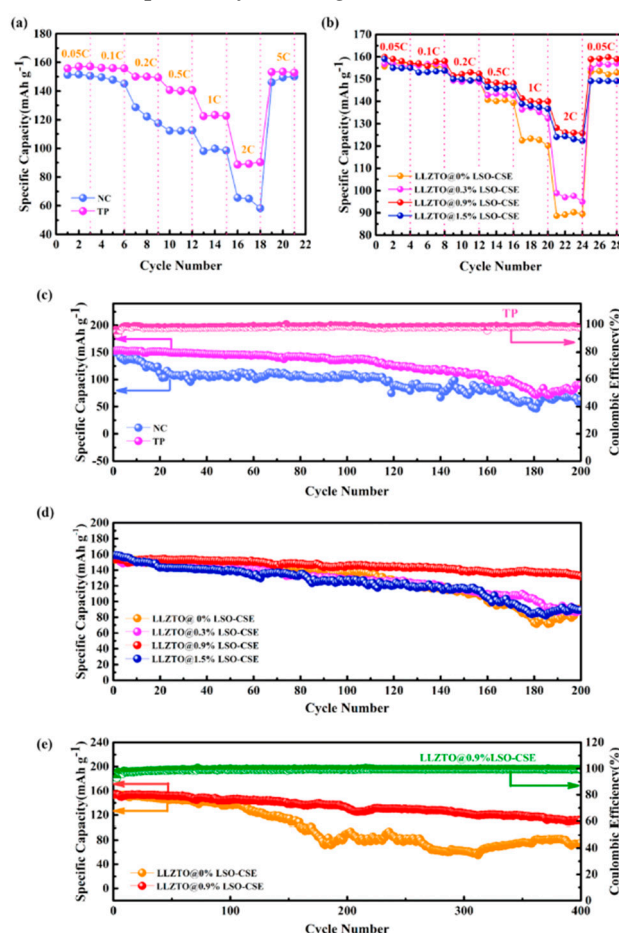 (a)
Specific Capacity(mAh g⁻¹)
180
160
140
120
100
80
60
40
0.05C
0.1C
0.2C
0.5C
1C
2C
5C
NC
TP
0 2 4 6 8 10 12 14 16 18 20 22
Cycle Number
(b)
Specific Capacity(mAh g⁻¹)
170
160
150
140
130
120
110
100
90
80
0.05C
0.1C
0.2C
0.5C
1C
2C
0.05C
LLZTO@0% LSO-CSE
LLZTO@0.3% LSO-CSE
LLZTO@0.9% LSO-CSE
LLZTO@1.5% LSO-CSE
0 2 4 6 8 10 12 14 16 18 20 22 24 26 28
Cycle Number
(c)
Specific Capacity(mAh g⁻¹)
200
150
100
50
0
-50
TP
NC
TP
100
80
60
40
20
0
Coulombic Efficiency(%)
0 20 40 60 80 100 120 140 160 180 200
Cycle Number
(d)
Specific Capacity(mAh g⁻¹)
200
180
160
140
120
100
80
60
40
20
0
LLZTO@ 0% LSO-CSE
LLZTO@0.3% LSO-CSE
LLZTO@0.9% LSO-CSE
LLZTO@1.5% LSO-CSE
0 20 40 60 80 100 120 140 160 180 200
Cycle Number
(e)
Specific Capacity(mAh g⁻¹)
240
200
160
120
80
40
0
LLZTO@0.9%LSO-CSE
LLZTO@0% LSO-CSE
LLZTO@0.9% LSO-CSE
120
100
80
60
40
20
0
Coulombic Efficiency(%)
0 100 200 300 400
Cycle Number